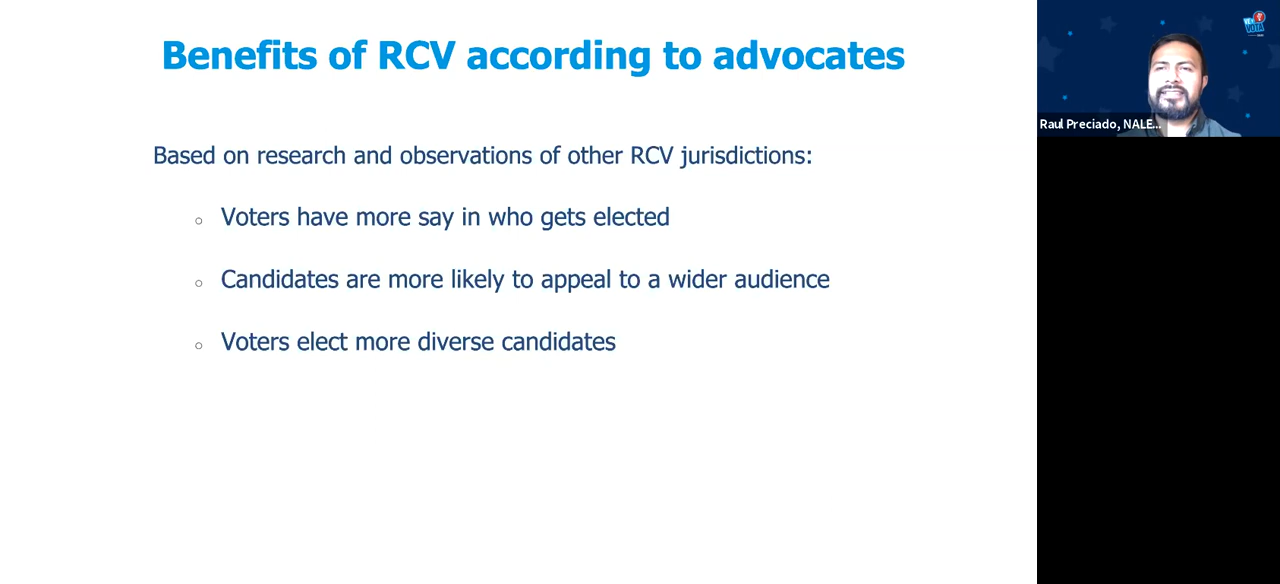 Benefits of RCV according to advocates
Based on research and observations of other RCV jurisdictions:
Voters have more say in who gets elected
Candidates are more likely to appeal to a wider audience
Voters elect more diverse candidates
VOTA
Raul Preciado, NALE...